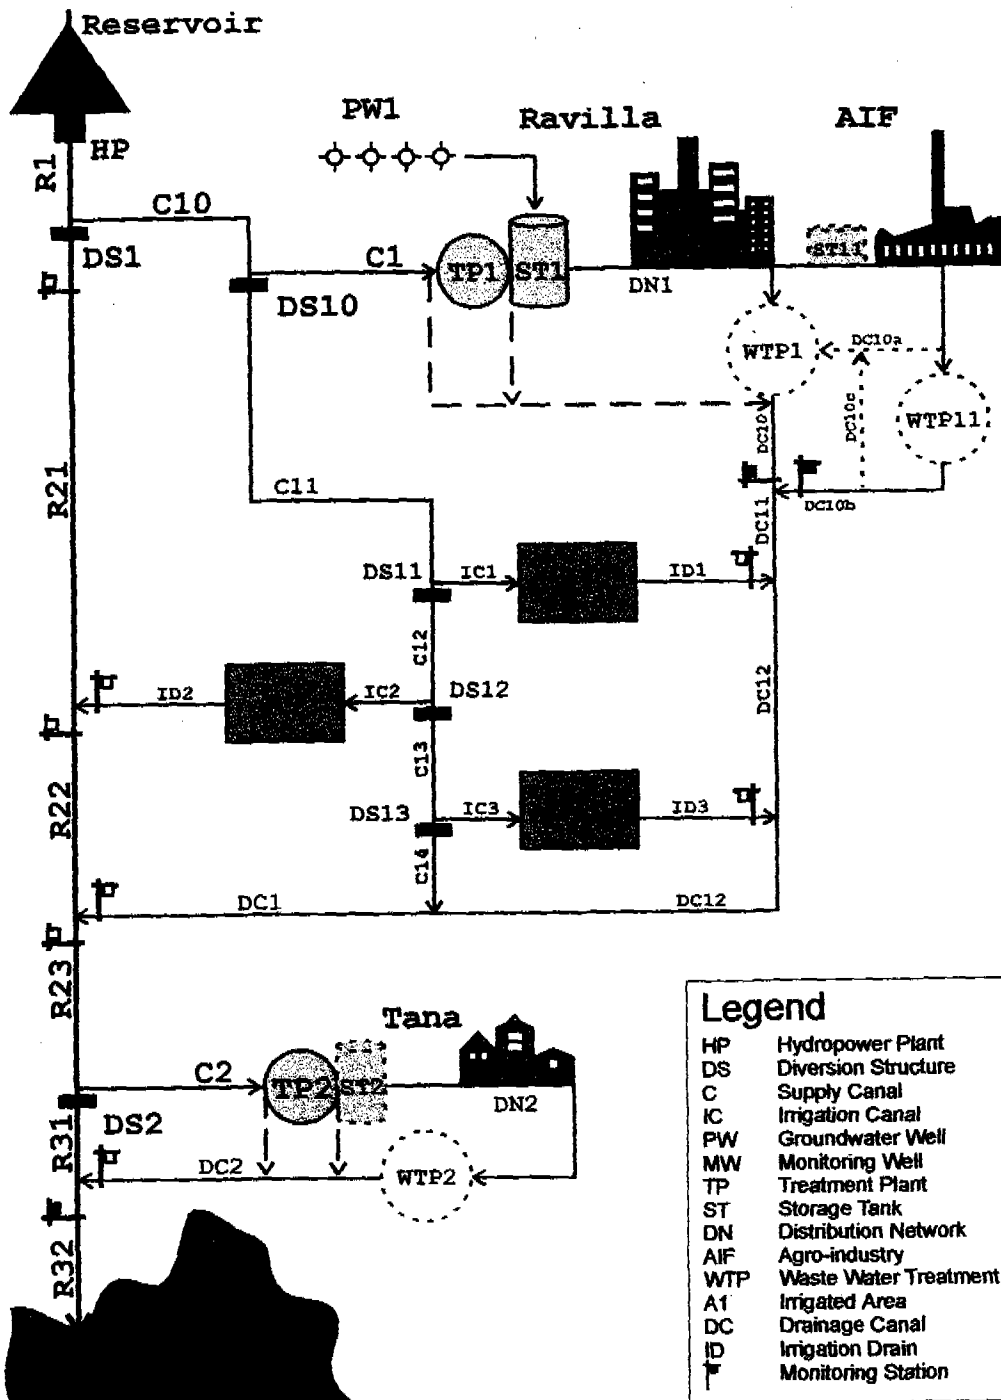 Reservoir
PW1
Ravilla
AIF
HP
R1
C10
DS1
C1
TP1
ST1
ST11
DS10
DN1
WTP1
DC10a
DC10c
WTP11
DC10
R21
C11
DC10b
DC11
DS11
IC1
ID1
C12
ID2
IC2
DS12
DC12
C13
R22
DS13
IC3
ID3
C14
DC1
DC12
R23
Tana
C2
TP2
ST2
DN2
DS2
R31
DC2
WTP2
R32
Legend
HP Hydropower Plant
DS Diversion Structure
C Supply Canal
IC Irrigation Canal
PW Groundwater Well
MW Monitoring Well
TP Treatment Plant
ST Storage Tank
DN Distribution Network
AIF Agro-industry
WTP Waste Water Treatment
A1 Irrigated Area
DC Drainage Canal
ID Irrigation Drain
Monitoring Station